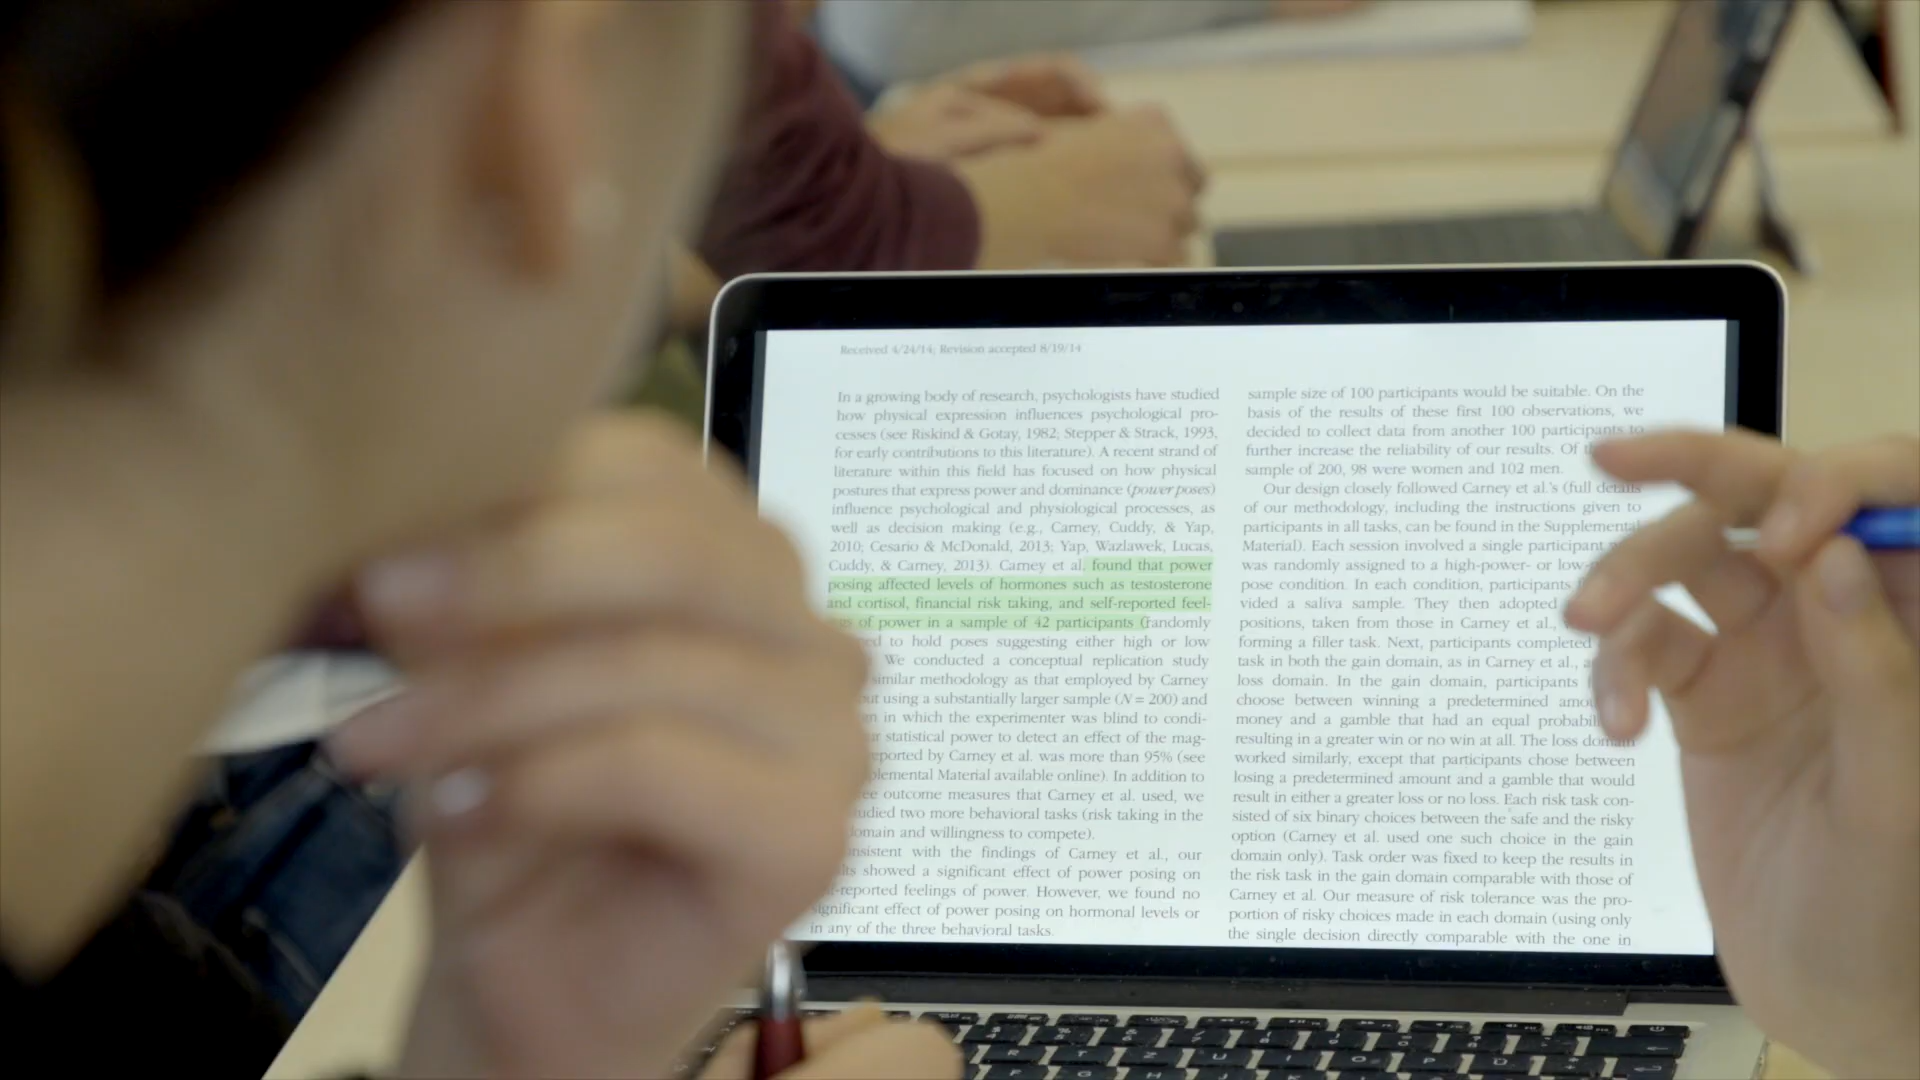 Received 4/24/14; Revision accepted 8/19/14
In a growing body of research, psychologists have studied
how physical expression influences psychological pro-
cesses (see Riskind & Gotay, 1982; Stepper & Strack, 1993,
for early contributions to this literature). A recent strand of
literature within this field has focused on how physical
postures that express power and dominance (power poses)
influence psychological and physiological processes, as
well as decision making (e.g., Carney, Cuddy, & Yap,
2010; Cesario & McDonald, 2013; Yap, Wazlawek, Lucas,
Cuddy, & Carney, 2013). Carney et al. found that power
posing affected levels of hormones such as testosterone
and cortisol, financial risk taking, and self-reported feel-
of power in a sample of 42 participants (randomly
to hold poses suggesting either high or low
We conducted a conceptual replication study
similar methodology as that employed by Carney
using a substantially larger sample (N = 200) and
in which the experimenter was blind to condi-
statistical power to detect an effect of the mag-
reported by Carney et al. was more than 95% (see
Material available online). In addition to
outcome measures that Carney et al. used, we
studied two more behavioral tasks (risk taking in the
domain and willingness to compete).
with the findings of Carney et al., our
showed a significant effect of power posing on
-reported feelings of power. However, we found no
significant effect of power posing on hormonal levels or
in any of the three behavioral tasks.
sample size of 100 participants would be suitable. On the
basis of the results of these first 100 observations, we
decided to collect data from another 100 participants to
further increase the reliability of our results. Of
sample of 200, 98 were women and 102 men.
Our design closely followed Carney et al.'s (full details
of our methodology, including the instructions given to
participants in all tasks, can be found in the Supplemental
Material). Each session involved a single participant
was randomly assigned to a high-power- or low-
pose condition. In each condition, participants
vided a saliva sample. They then adopted
positions, taken from those in Carney et al.,
forming a filler task. Next, participants completed
task in both the gain domain, as in Carney et al.,
loss domain. In the gain domain, participants
choose between winning a predetermined
money and a gamble that had an equal
resulting in a greater win or no win at all. The loss domain
worked similarly, except that participants chose between
losing a predetermined amount and a gamble that would
result in either a greater loss or no loss. Each risk task con-
sisted of six binary choices between the safe and the risky
option (Carney et al. used one such choice in the gain
domain only). Task order was fixed to keep the results in
the risk task in the gain domain comparable with those of
Carney et al. Our measure of risk tolerance was the pro-
portion of risky choices made in each domain (using only
the single decision directly comparable with the one in